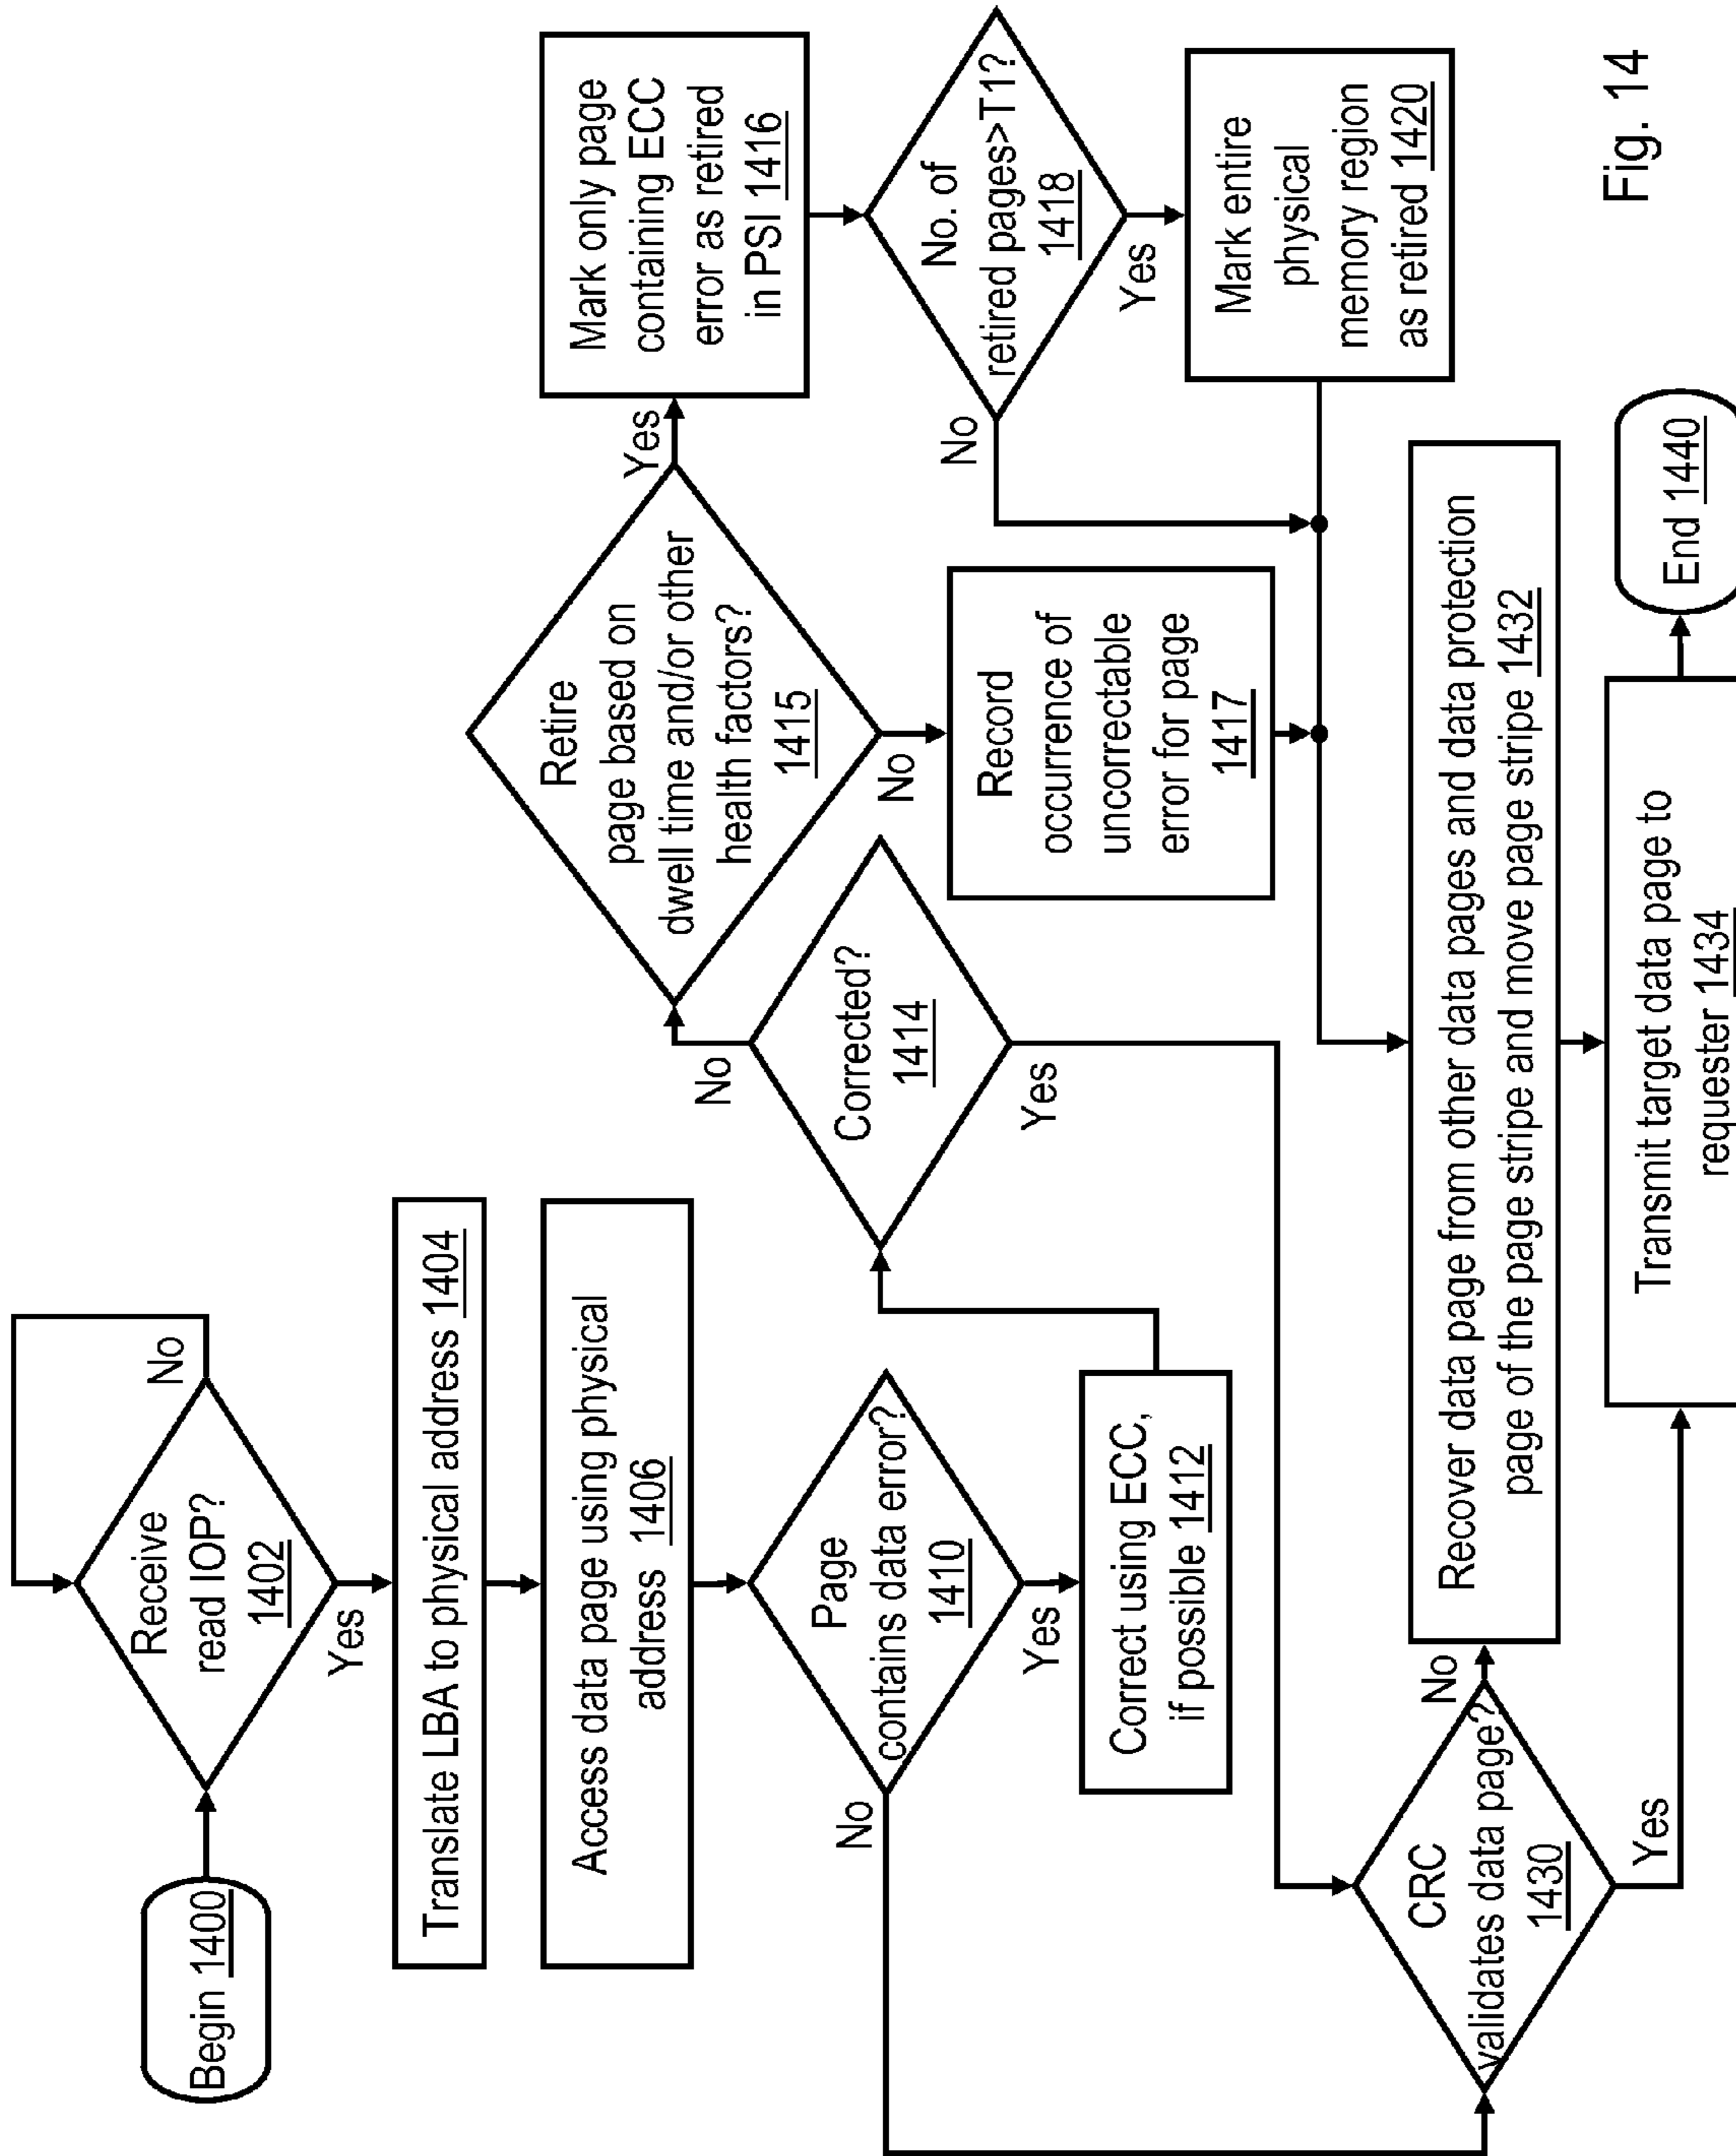 Begin 1400
Receive
read IOP?
1402
No
Yes
Translate LBA to physical address 1404
Access data page using physical
address 1406
Page
contains data error?
1410
No
Yes
Correct using ECC,
if possible 1412
Corrected?
1414
No
Yes
Retire
page based on
dwell time and/or other
health factors?
1415
Yes
No
Mark only page
containing ECC
error as retired
in PSI 1416
Record
occurrence of
uncorrectable
error for page
1417
No. of
retired pages>T1?
1418
No
Yes
Mark entire
physical
memory region
as retired 1420
CRC
validates data page?
1430
No
Yes
Recover data page from other data pages and data protection
page of the page stripe and move page stripe 1432
Transmit target data page to
requester 1434
End 1440
Fig. 14